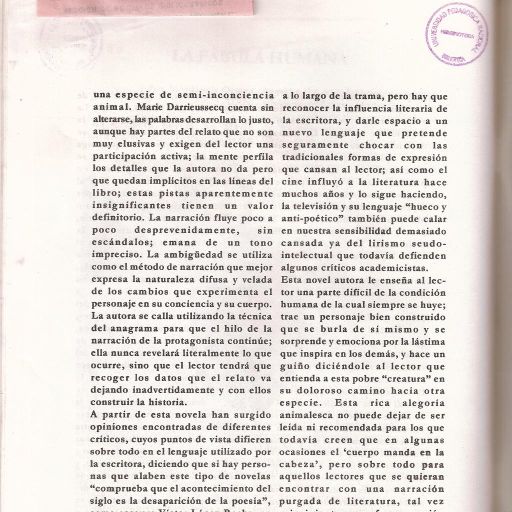 una especie de semi-inconciencia
animal. Marie Darrieussecq cuenta sin
alterarse, las palabras desarrollan lo justo,
aunque hay partes del relato que no son
muy elusivas y exigen del lector una
participación activa; la mente perfila
los detalles que la autora no da pero
que quedan implícitos en las líneas del
libro; estas pistas aparentemente
insignificantes tienen un valor
definitorio. La narración fluye poco a
poco desprevenidamente, sin
escándalos; emana de un tono
impreciso. La ambigüedad se utiliza
como el método de narración que mejor
expresa la naturaleza difusa y velada
de los cambios que experimenta el
personaje en su conciencia y su cuerpo.
La autora se calla utilizando la técnica
del anagrama para que el hilo de la
narración de la protagonista continúe;
ella nunca revelará literalmente lo que
ocurre, sino que el lector tendrá que
recoger los datos que el relato va
dejando inadvertidamente y con ellos
construir la historia.
A partir de esta novela han surgido
opiniones encontradas de diferentes
críticos, cuyos puntos de vista difieren
sobre todo en el lenguaje utilizado por
la escritora, diciendo que si hay perso-
nas que alaben este tipo de novelas
"comprueba que el acontecimiento del
siglo es la desaparición de la poesía",
a lo largo de la trama, pero hay que
reconocer la influencia literaria de
la escritora, y darle espacio a un
nuevo lenguaje que pretende
seguramente chocar con las
tradicionales formas de expresión
que cansan al lector; así como el
cine influyó a la literatura hace
muchos años y lo sigue haciendo,
la televisión y su lenguaje "hueco y
anti-poético" también puede calar
en nuestra sensibilidad demasiado
cansada ya del lirismo seudo-
intelectual que todavía defienden
algunos críticos academicistas.
Esta novel autora le enseña al lec-
tor una parte difícil de la condición
humana de la cual siempre se huye;
trae un personaje bien construido
que se burla de sí mismo y se
sorprende y emociona por la lástima
que inspira en los demás, y hace un
guiño diciéndole al lector que
entienda a esta pobre "creatura" en
su doloroso camino hacia otra
especie. Esta rica alegoría
animalesca no puede dejar de ser
leída ni recomendada para los que
todavía creen que en algunas
ocasiones el 'cuerpo manda en la
cabeza', pero sobre todo para
aquellos lectores que se quieran
encontrar con una narración
purgada de literatura, tal vez
UNIVERSIDAD PEDAGOGICA NACIONAL
HEMEROTECA